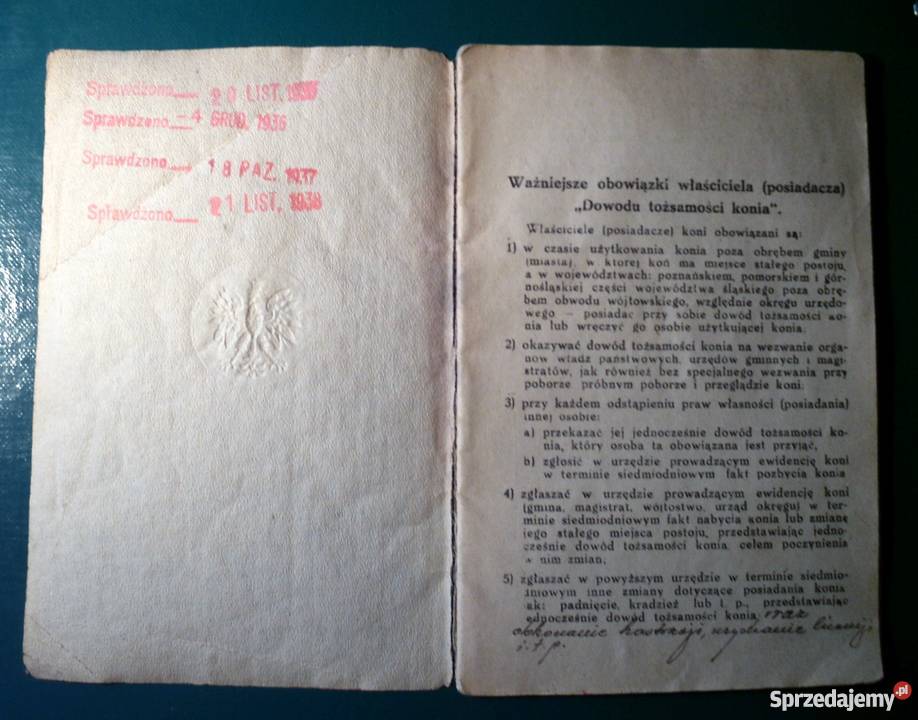 Sprawdzono 20 LIST. 1935
Sprawdzono -4 GRUD. 1936
Sprawdzono 18 PAZ. 1937
Sprawdzono 21 LIST. 1938
Ważniejsze obowiązki właściciela (posiadacza)
„Dowodu tożsamości konia".
Właściciele (posiadacze) koni obowiązani są:
1) w czasie użytkowania konia poza obrębem gminy
(miasta), w której koń ma miejsce stałego postoju,
a w województwach: poznańskiem, pomorskiem i gór-
nośląskiej części województwa śląskiego poza obrę-
bem obwodu wójtowskiego, względnie okręgu urzędo-
wego – posiadać przy sobie dowód tożsamości ko-
nia lub wręczyć go osobie użytkującej konia.
2) okazywać dowód tożsamości konia na wezwanie orga-
nów władz państwowych, urzędów gminnych i magi-
stratów, jak również bez specjalnego wezwania przy
poborze próbnym poborze i przeglądzie koni.
3) przy każdem odstąpieniu praw własności (posiadania)
innej osobie:
a) przekazać jej jednocześnie dowód tożsamości ko-
nia, który osoba ta obowiązana jest przyjąć,
b) zgłosić w urzędzie prowadzącym ewidencję koni
w terminie siedmiodniowym fakt pozbycia konia
4) zgłaszać w urzędzie prowadzącym ewidencję koni
(gmina, magistrat, wójtostwo, urząd okręgu) w ter-
minie siedmiodniowym fakt nabycia konia lub zmianę
jego stałego miejsca postoju, przedstawiając jedno-
cześnie dowód tożsamości konia, celem poczynienia
w nim zmian,
5) zgłaszać w powyższym urzędzie w terminie siedmio-
dniowym inne zmiany dotyczące posiadania konia
jak: padnięcie, kradzież lub t. p., przedstawiając
jednocześnie dowód tożsamości konia, oraz
dokonanie kastracji, wydanie licencji
i. t. p.
Sprzedajemy.pl